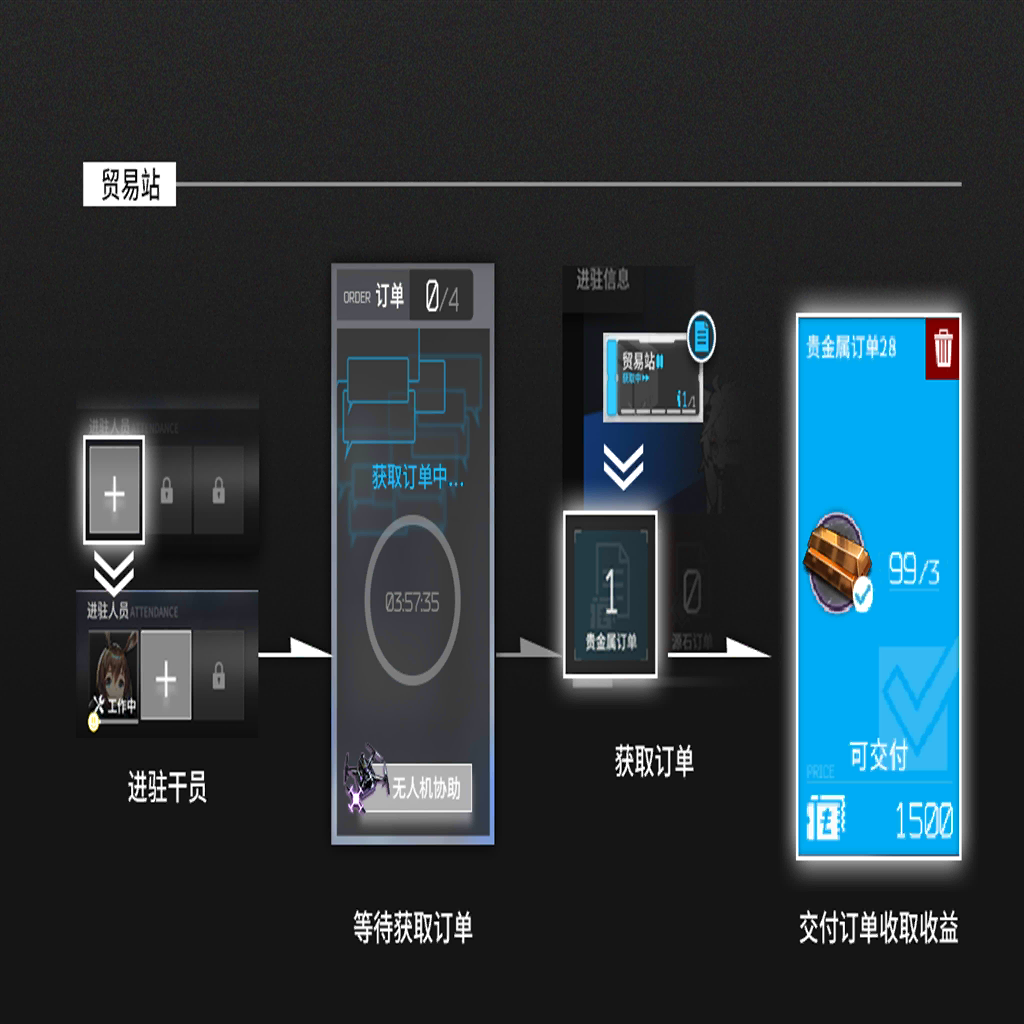 贸易站
进驻人员 ATTENDANCE
进驻人员 ATTENDANCE
工作中
进驻干员
ORDER 订单 0/4
获取订单中...
03:57:35
无人机协助
等待获取订单
进驻信息
贸易站
获取中
1/1
1
贵金属订单
0
源石订单
获取订单
贵金属订单28
99/3
可交付
PRICE
1500
交付订单收取收益